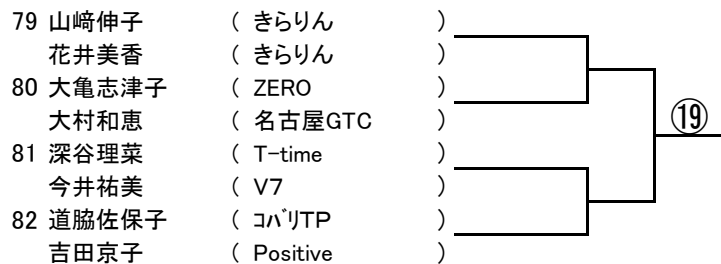 79 山﨑伸子 ( きらりん )
花井美香 ( きらりん )
80 大亀志津子 ( ZERO )
大村和恵 ( 名古屋GTC )
⑲
81 深谷理菜 ( T-time )
今井祐美 ( V7 )
82 道脇佐保子 ( ｺﾊﾞﾘTP )
吉田京子 ( Positive )